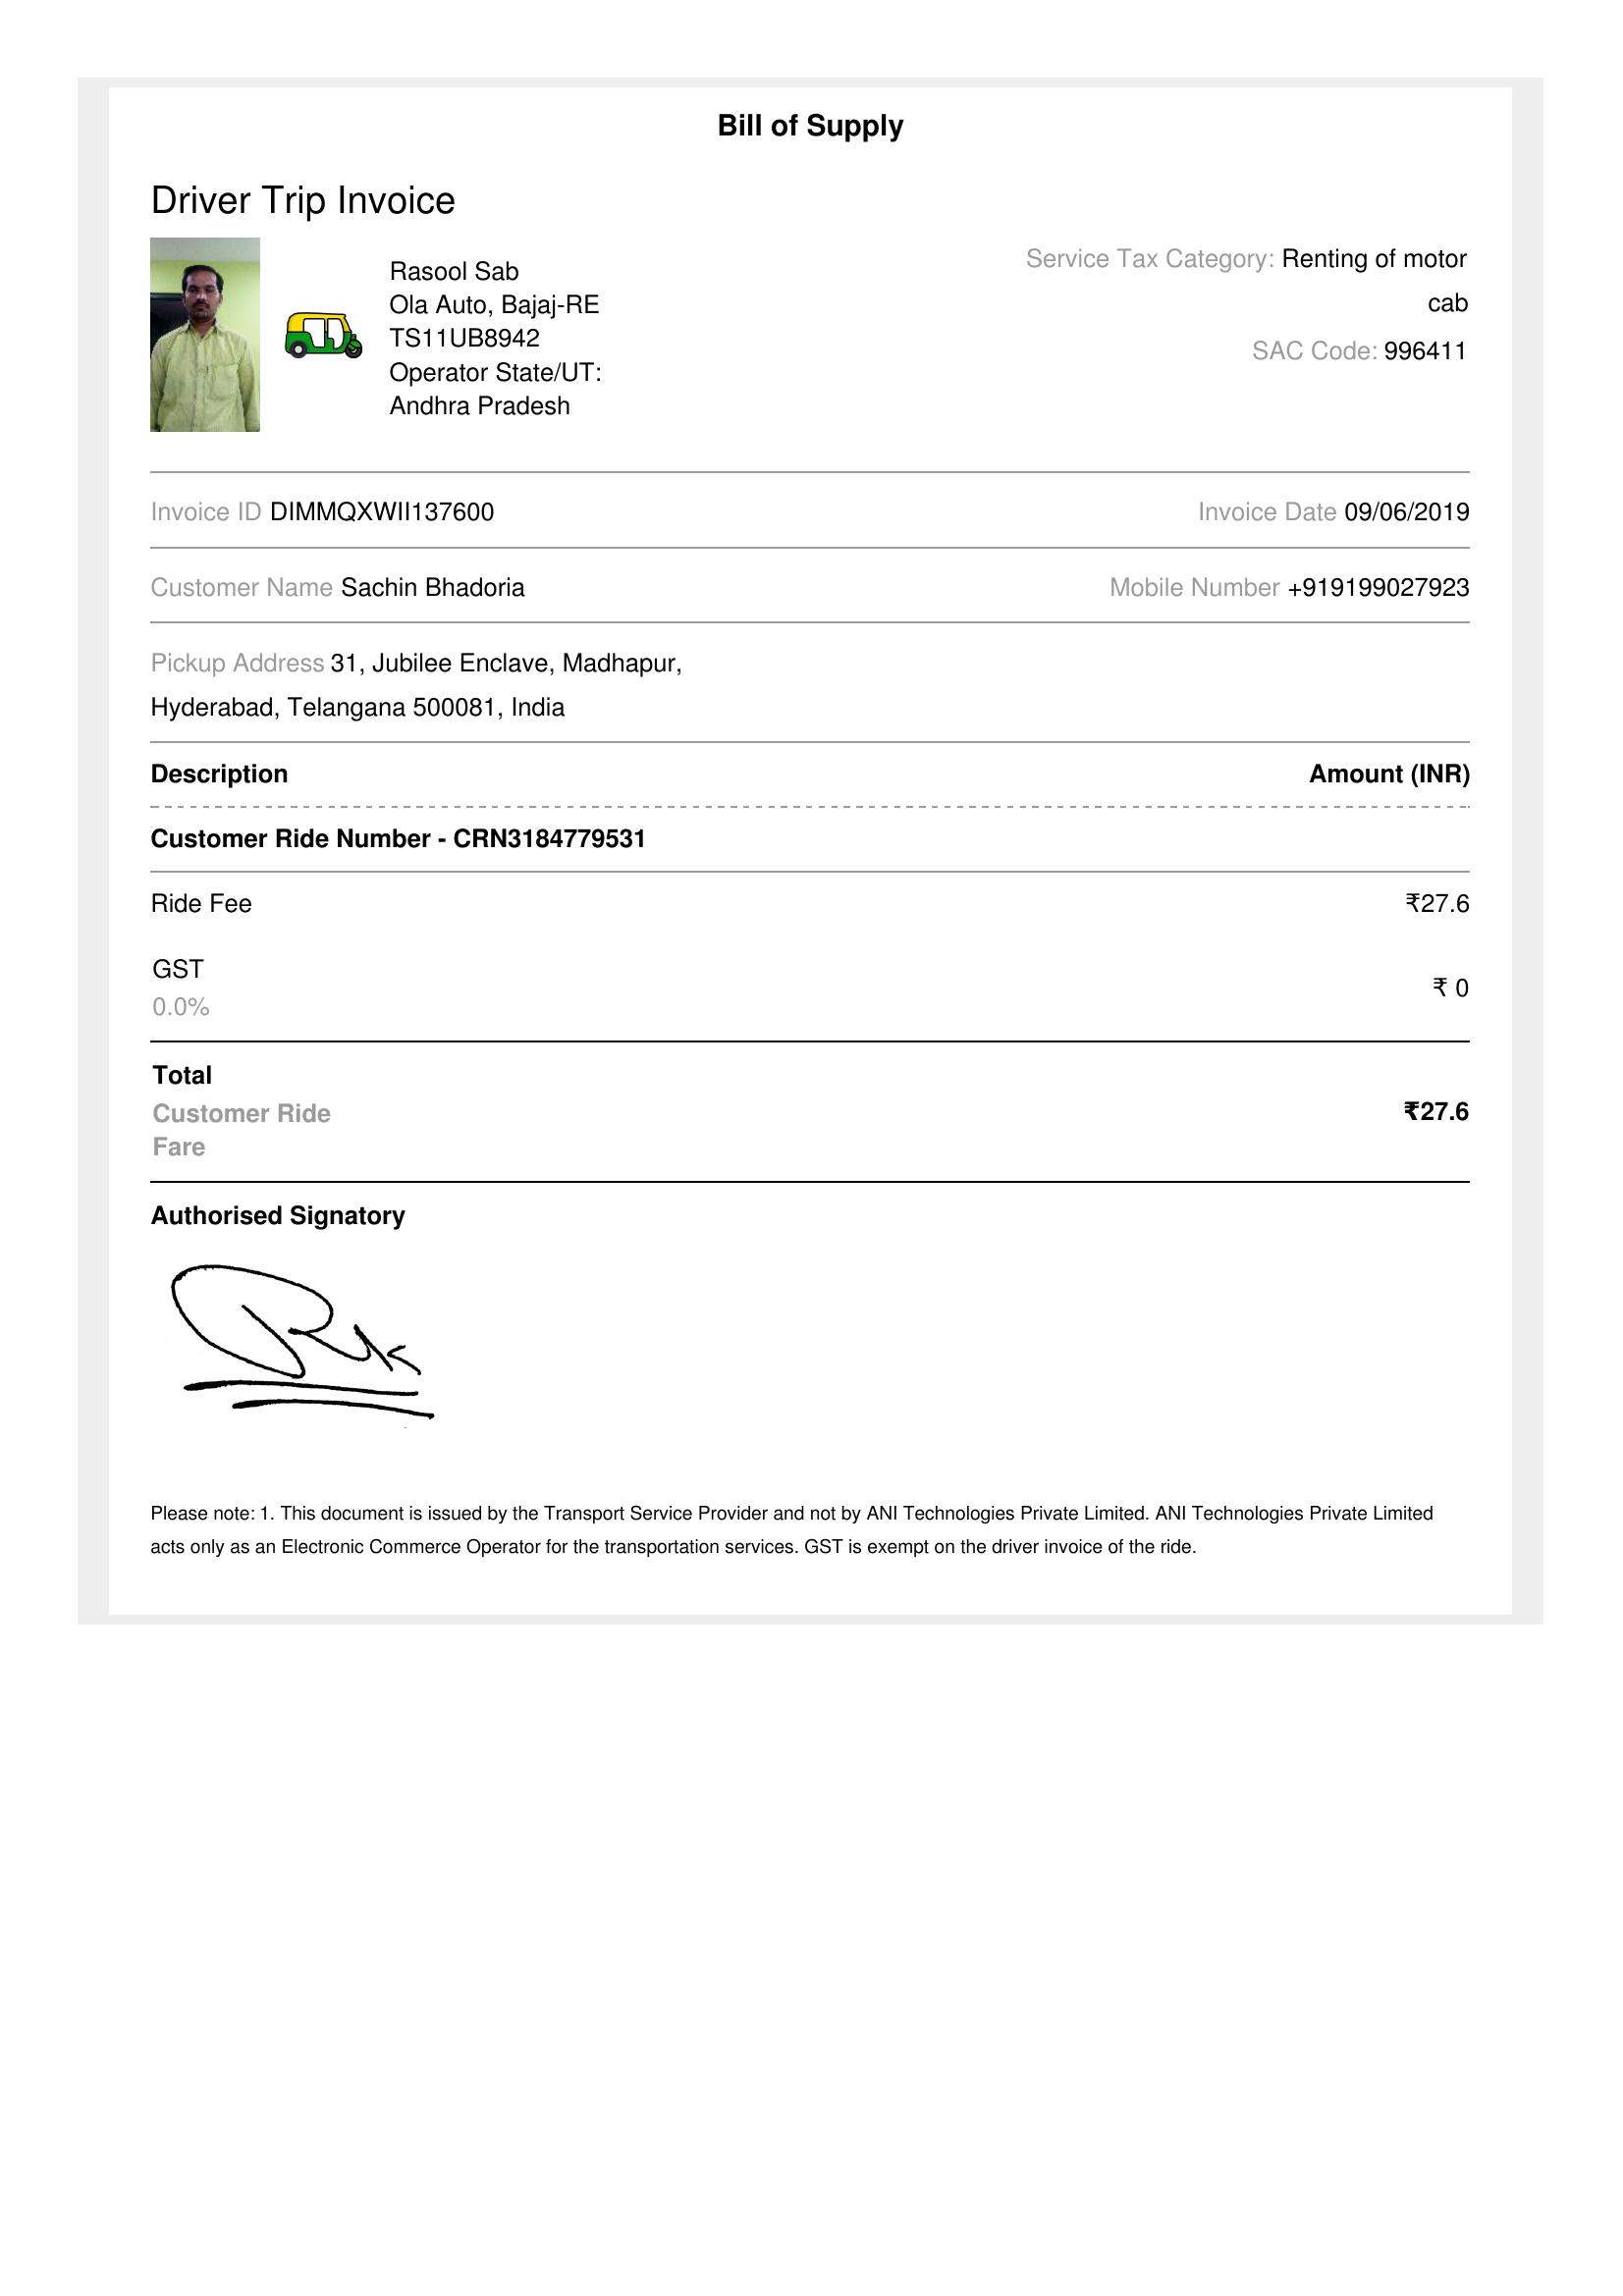 Bill of Supply
Driver Trip Invoice
Rasool Sab
Ola Auto, Bajaj-RE
TS11UB8942
Operator State/UT:
Andhra Pradesh
Service Tax Category: Renting of motor
cab
SAC Code: 996411
Invoice ID DIMMQXWII137600
Invoice Date 09/06/2019
Customer Name Sachin Bhadoria
Mobile Number +919199027923
Pickup Address 31, Jubilee Enclave, Madhapur,
Hyderabad, Telangana 500081, India
Description
Amount (INR)
Customer Ride Number - CRN3184779531
Ride Fee
₹27.6
GST
0.0%
₹ 0
Total
Customer Ride
Fare
₹27.6
Authorised Signatory
Please note: 1. This document is issued by the Transport Service Provider and not by ANI Technologies Private Limited. ANI Technologies Private Limited
acts only as an Electronic Commerce Operator for the transportation services. GST is exempt on the driver invoice of the ride.